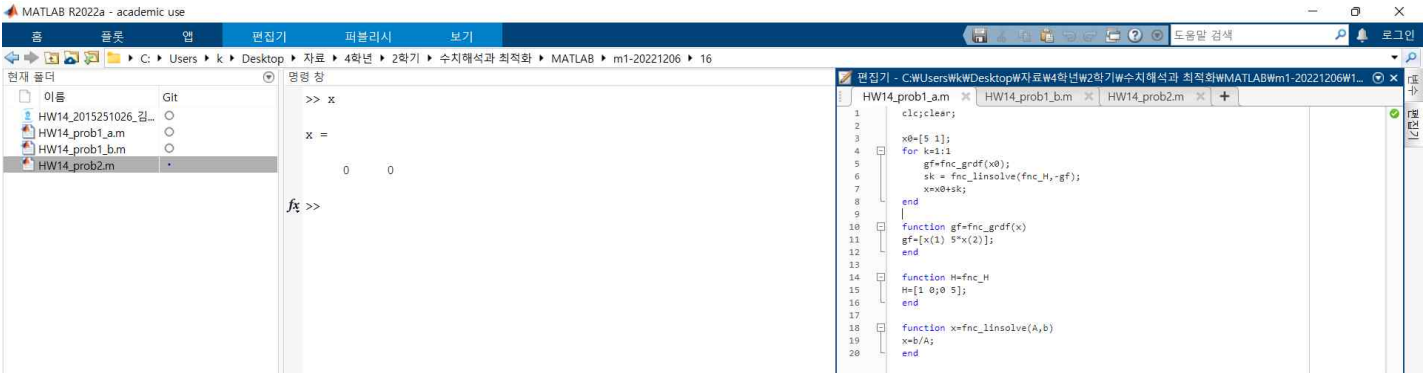 MATLAB R2022a - academic use
홈 플롯 앱 편집기 퍼블리시 보기 도움말 검색 로그인
C: ▸ Users ▸ k ▸ Desktop ▸ 자료 ▸ 4학년 ▸ 2학기 ▸ 수치해석과 최적화 ▸ MATLAB ▸ m1-20221206 ▸ 16
현재 폴더
이름 Git
HW14_2015251026_김...
HW14_prob1_a.m
HW14_prob1_b.m
HW14_prob2.m
명령 창
>> x
x =
0 0
fx >>
편집기 - C:₩Users₩k₩Desktop₩자료₩4학년₩2학기₩수치해석과 최적화₩MATLAB₩m1-20221206₩1...
HW14_prob1_a.m HW14_prob1_b.m HW14_prob2.m +
1 clc;clear;
2
3 x0=[5 1];
4 for k=1:1
5 gf=fnc_grdf(x0);
6 sk = fnc_linsolve(fnc_H,-gf);
7 x=x0+sk;
8 end
9
10 function gf=fnc_grdf(x)
11 gf=[x(1) 5*x(2)];
12 end
13
14 function H=fnc_H
15 H=[1 0;0 5];
16 end
17
18 function x=fnc_linsolve(A,b)
19 x=b/A;
20 end
변수
편집기